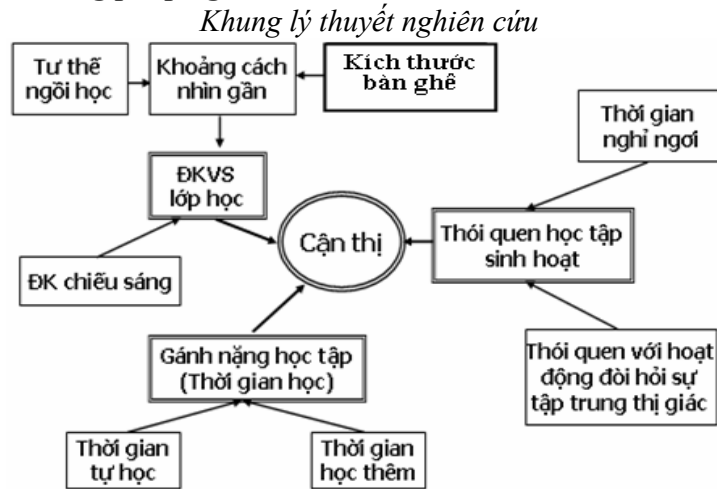 Khung lý thuyết nghiên cứu
Tư thế
ngồi học
Khoảng cách
nhìn gần
Kích thước
bàn ghế
Thời gian
nghỉ ngơi
ĐKVS
lớp học
Cận thị
Thói quen học tập
sinh hoạt
ĐK chiếu sáng
Gánh nặng học tập
(Thời gian học)
Thói quen với hoạt
động đòi hỏi sự
tập trung thị giác
Thời gian
tự học
Thời gian
học thêm